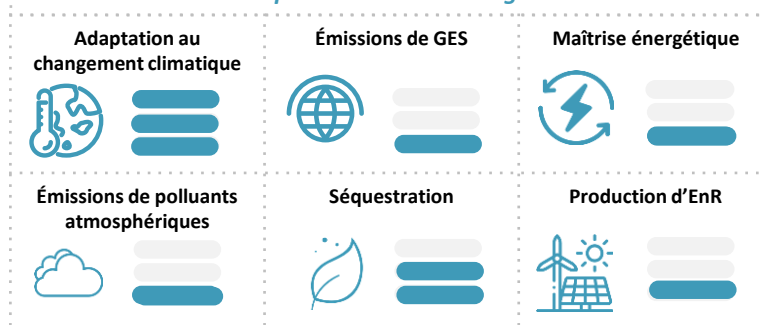 Adaptation au
changement climatique
Émissions de GES
Maîtrise énergétique
Émissions de polluants
atmosphériques
Séquestration
Production d'EnR